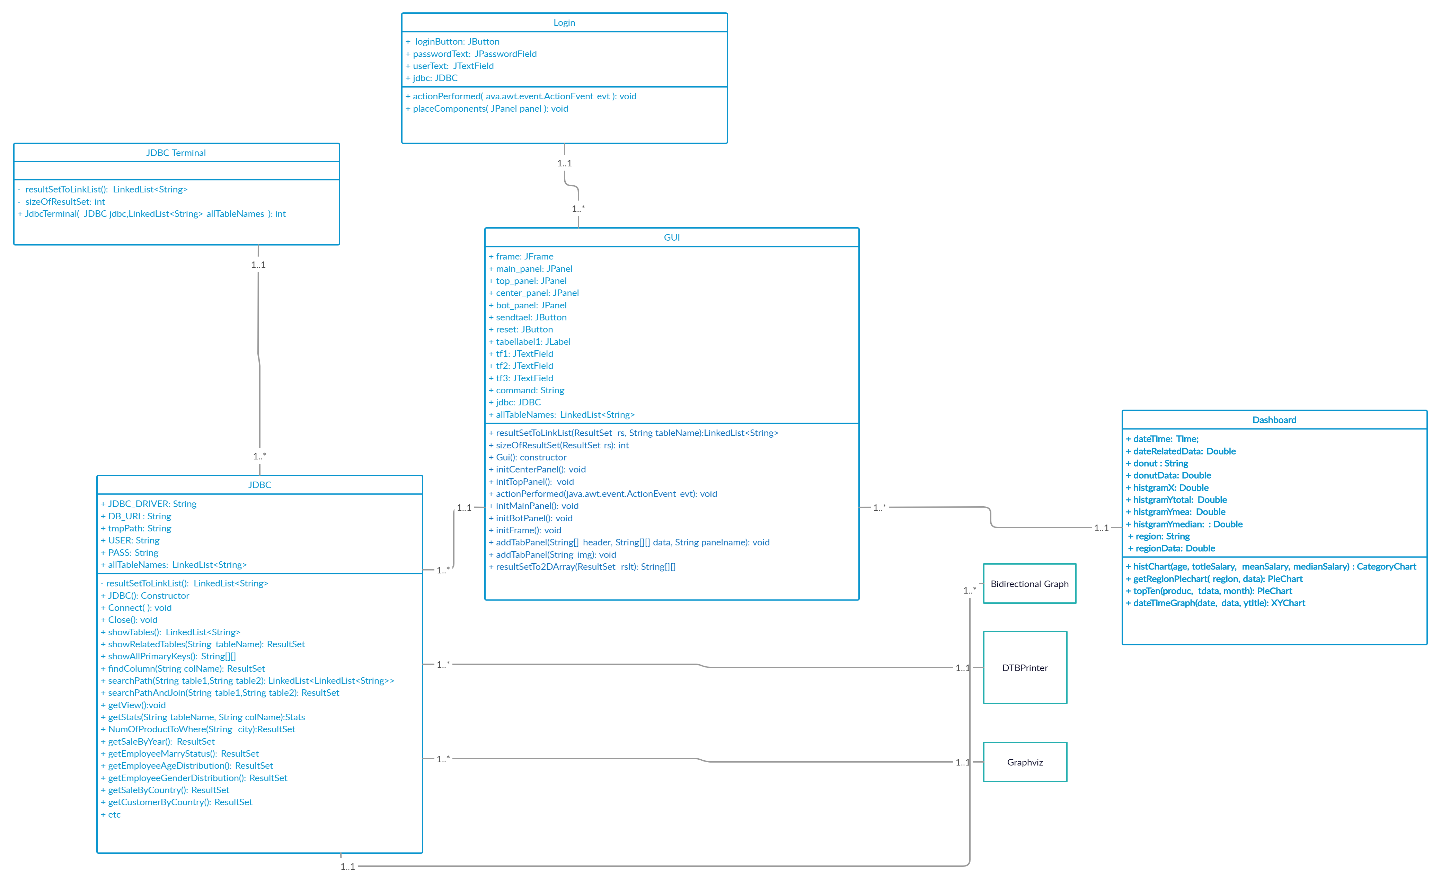 Login
+ loginButton: JButton
+ passwordText: JPasswordField
+ userText: JTextField
+ jdbc: JDBC
+ actionPerformed( ava.awt.event.ActionEvent evt ): void
+ placeComponents( JPanel panel ): void
1..1
1..*
JDBC Terminal
- resultSetToLinkList(): LinkedList<String>
- sizeOfResultSet: int
+ JdbcTerminal( JDBC jdbc,LinkedList<String> allTableNames ): int
1..1
1..*
GUI
+ frame: JFrame
+ main_panel: JPanel
+ top_panel: JPanel
+ center_panel: JPanel
+ bot_panel: JPanel
+ sendtael: JButton
+ reset: JButton
+ tabellabel1: JLabel
+ tf1: JTextField
+ tf2: JTextField
+ tf3: JTextField
+ command: String
+ jdbc: JDBC
+ allTableNames: LinkedList<String>
+ resultSetToLinkList(ResultSet rs, String tableName):LinkedList<String>
+ sizeOfResultSet(ResultSet rs): int
+ Gui(): constructor
+ initCenterPanel(): void
+ initTopPanel(): void
+ actionPerformed(java.awt.event.ActionEvent evt): void
+ initMainPanel(): void
+ initBotPanel(): void
+ initFrame(): void
+ addTabPanel(String[] header, String[][] data, String panelname): void
+ addTabPanel(String img): void
+ resultSetTo2DArray(ResultSet rslt): String[][]
1..1
1..*
1..*
1..1
Dashboard
+ dateTime: Time;
+ dateRelatedData: Double
+ donut : String
+ donutData: Double
+ histgramX: Double
+ histgramYtotal: Double
+ histgramYmea: Double
+ histgramYmedian: : Double
+ region: String
+ regionData: Double
+ histChart(age, totleSalary, meanSalary, medianSalary) : CategoryChart
+ getRegionPiechart( region, data): PieChart
+ topTen(produc, tdata, month): PieChart
+ dateTimeGraph(date, data, ytitle): XYChart
JDBC
+ JDBC_DRIVER: String
+ DB_URL: String
+ tmpPath: String
+ USER: String
+ PASS: String
+ allTableNames: LinkedList<String>
- resultSetToLinkList(): LinkedList<String>
+ JDBC(): Constructor
+ Connect( ): void
+ Close(): void
+ showTables(): LinkedList<String>
+ showRelatedTables(String tableName): ResultSet
+ showAllPrimaryKeys(): String[][]
+ findColumn(String colName): ResultSet
+ searchPath(String table1,String table2): LinkedList<LinkedList<String>>
+ searchPathAndJoin(String table1,String table2): ResultSet
+ getView():void
+ getStats(String tableName, String colName):Stats
+ NumOfProductToWhere(String city):ResultSet
+ getSaleByYear(): ResultSet
+ getEmployeeMarryStatus(): ResultSet
+ getEmployeeAgeDistribution(): ResultSet
+ getEmployeeGenderDistribution(): ResultSet
+ getSaleByCountry(): ResultSet
+ getCustomerByCountry(): ResultSet
+ etc
1..*
Bidirectional Graph
1..*
1..1
DTBPrinter
1..*
1..1
Graphviz
1..1